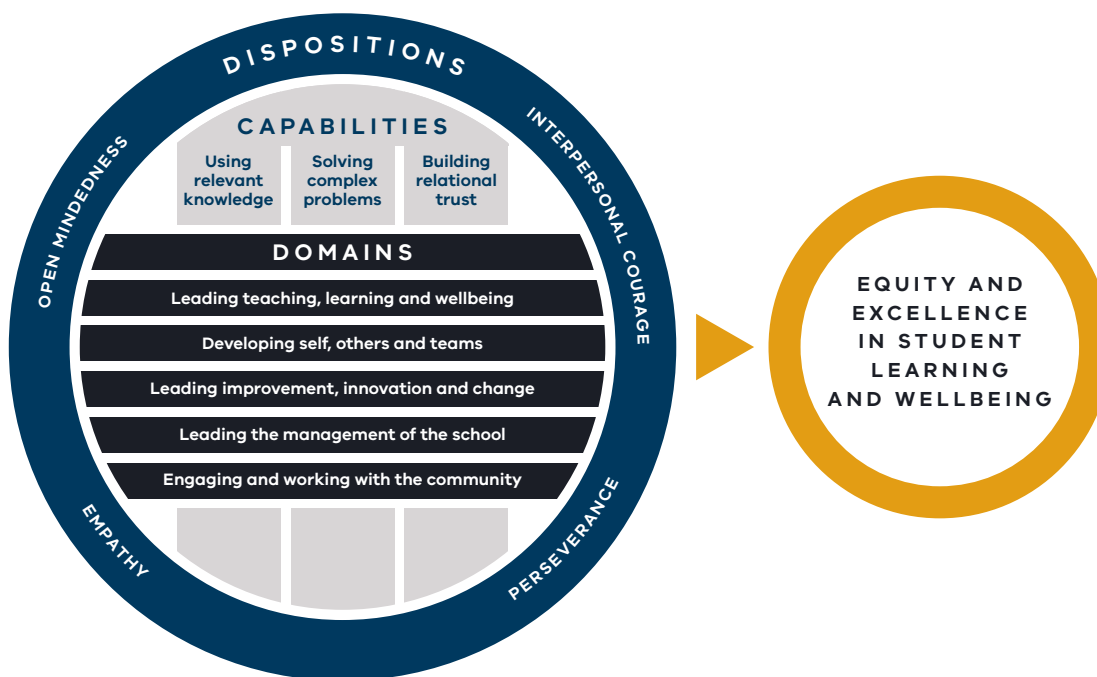 DISPOSITIONS
OPEN MINDEDNESS
INTERPERSONAL COURAGE
EMPATHY
PERSEVERANCE
CAPABILITIES
Using
relevant
knowledge
Solving
complex
problems
Building
relational
trust
DOMAINS
Leading teaching, learning and wellbeing
Developing self, others and teams
Leading improvement, innovation and change
Leading the management of the school
Engaging and working with the community
EQUITY AND
EXCELLENCE
IN STUDENT
LEARNING
AND WELLBEING